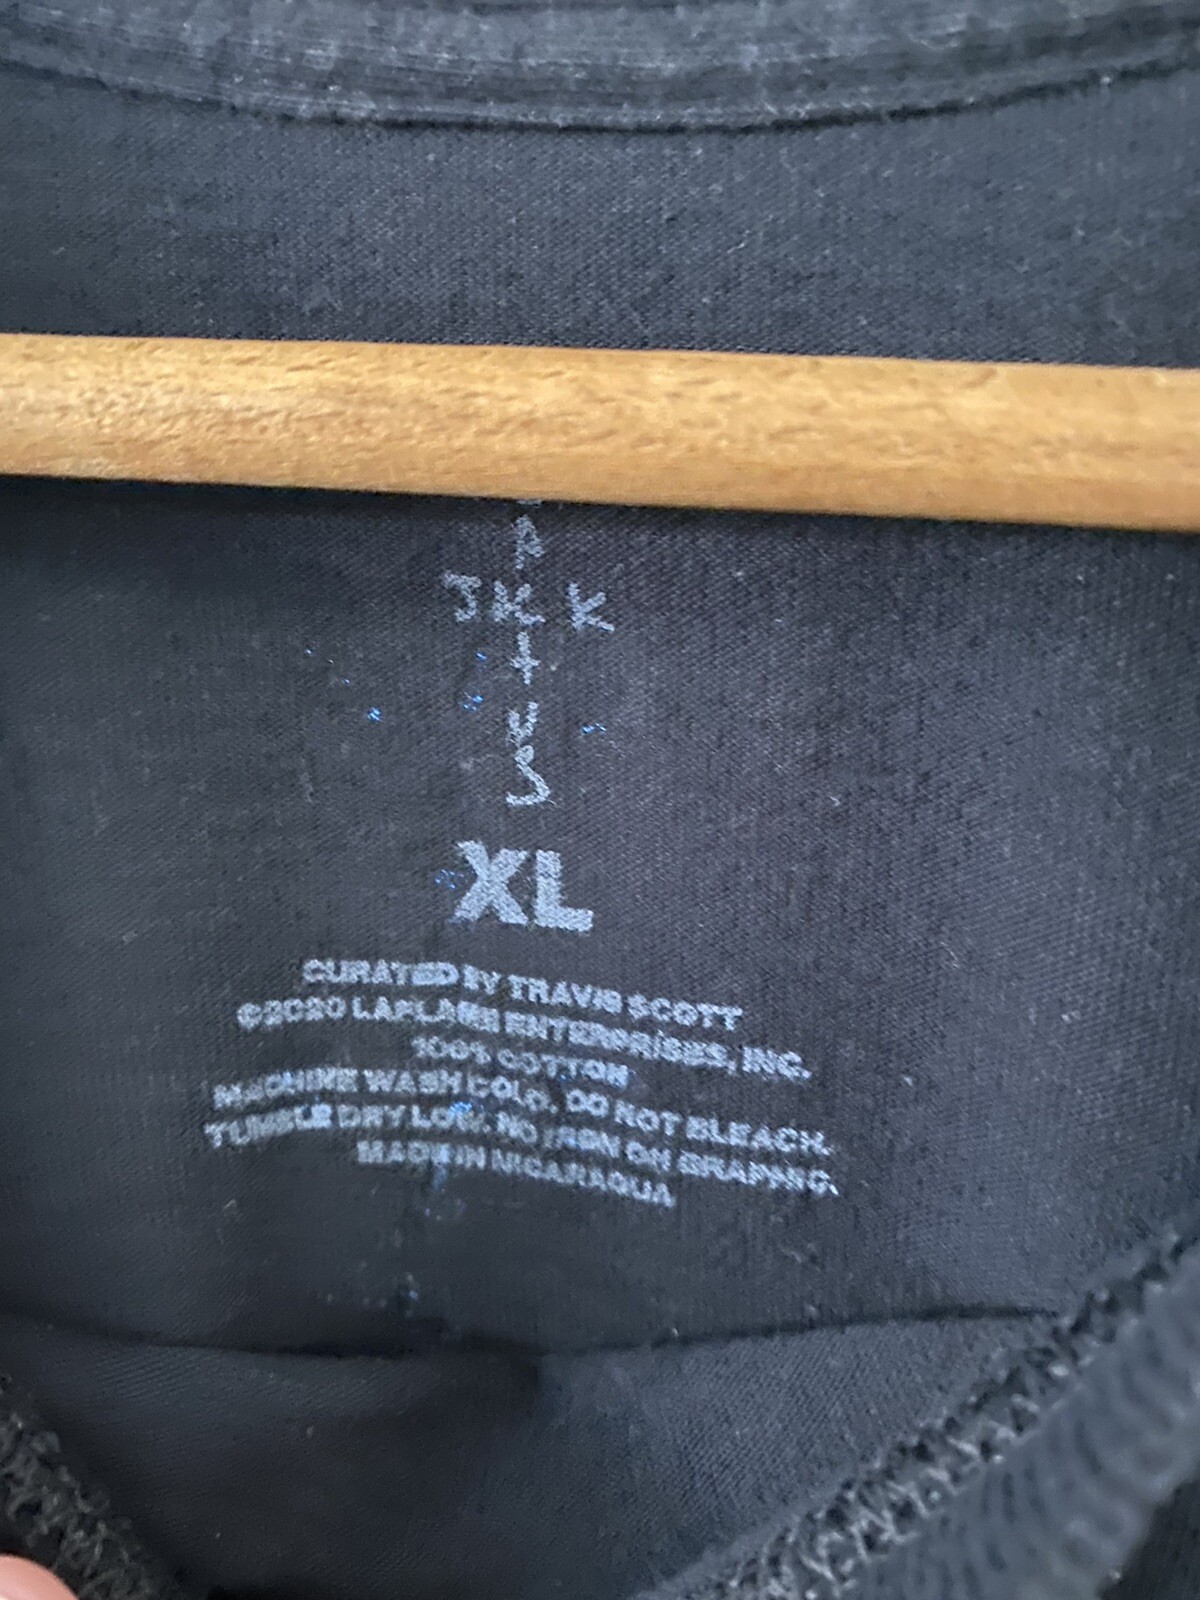 A
JACK
T
U
S
XL
CURATED BY TRAVIS SCOTT
©2020 LAFLAME ENTERPRISES, INC.
100% COTTON
MACHINE WASH COLD. DO NOT BLEACH.
TUMBLE DRY LOW. NO IRON ON GRAPHIC.
MADE IN NICARAGUA